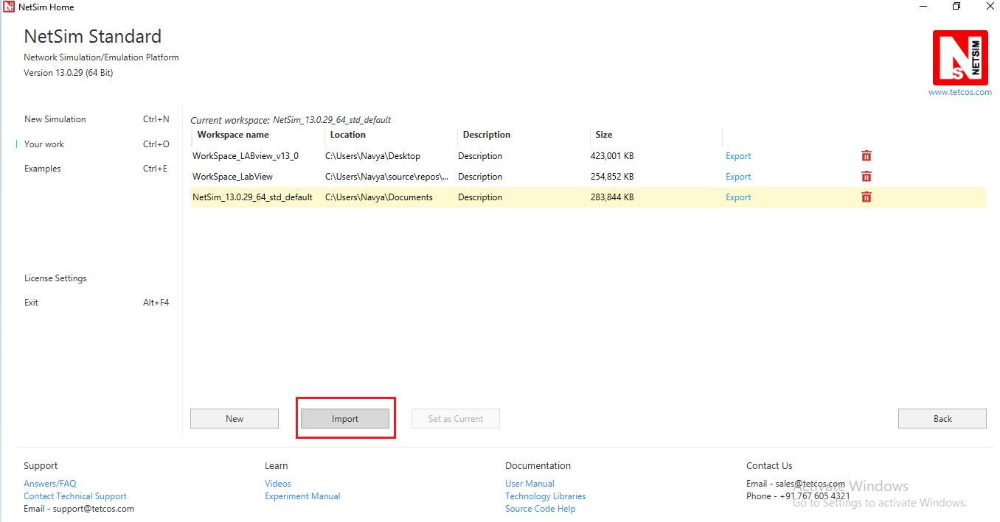 NetSim Home
NetSim Standard
Network Simulation/Emulation Platform
Version 13.0.29 (64 Bit)
N
S
NETSIM
www.tetcos.com
New Simulation Ctrl+N
Your work Ctrl+O
Examples Ctrl+E
License Settings
Exit Alt+F4
Current workspace: NetSim_13.0.29_64_std_default
Workspace name Location Description Size
WorkSpace_LABview_v13_0 C:\Users\Navya\Desktop Description 423,001 KB Export
WorkSpace_LabView C:\Users\Navya\source\repos\... Description 254,852 KB Export
NetSim_13.0.29_64_std_default C:\Users\Navya\Documents Description 283,844 KB Export
New Import Set as Current Back
Support
Answers/FAQ
Contact Technical Support
Email - support@tetcos.com
Learn
Videos
Experiment Manual
Documentation
User Manual
Technology Libraries
Source Code Help
Contact Us
Email - sales@tetcos.com
Phone - +91 767 605 4321
Activate Windows
Go to Settings to activate Windows.